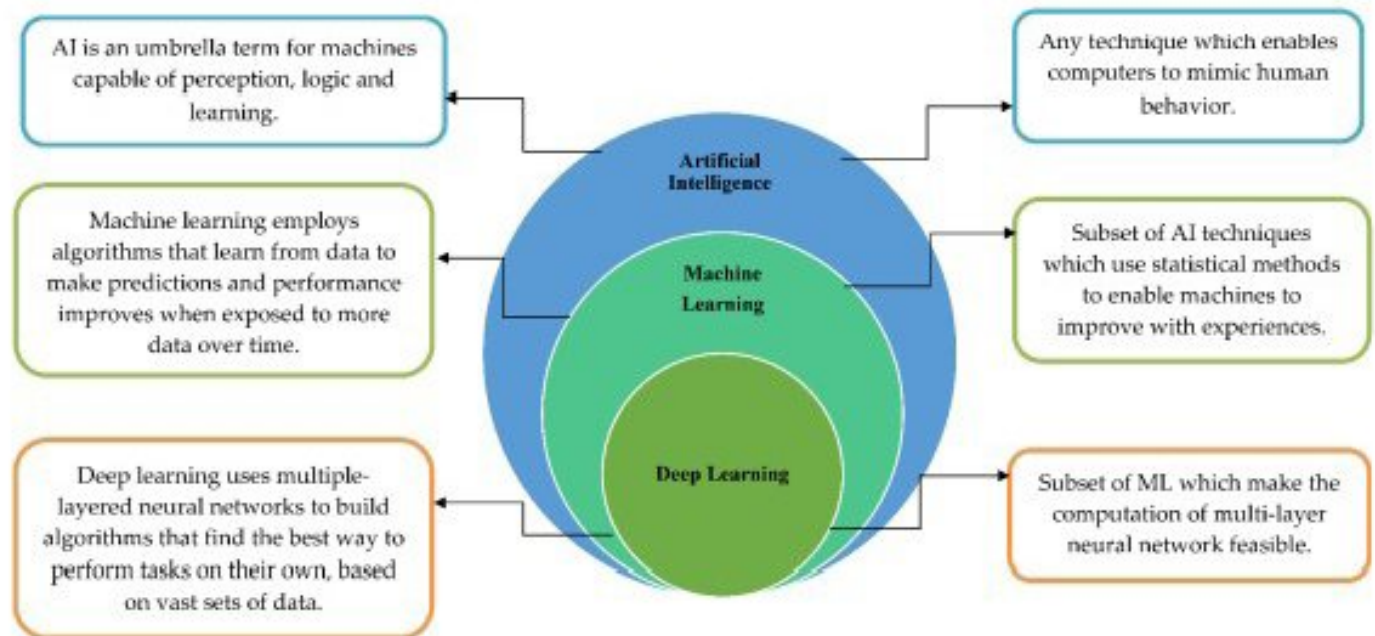 AI is an umbrella term for machines
capable of perception, logic and
learning.
Any technique which enables
computers to mimic human
behavior.
Artificial
Intelligence
Machine learning employs
algorithms that learn from data to
make predictions and performance
improves when exposed to more
data over time.
Machine
Learning
Subset of AI techniques
which use statistical methods
to enable machines to
improve with experiences.
Deep learning uses multiple-
layered neural networks to build
algorithms that find the best way to
perform tasks on their own, based
on vast sets of data.
Deep Learning
Subset of ML which make the
computation of multi-layer
neural network feasible.